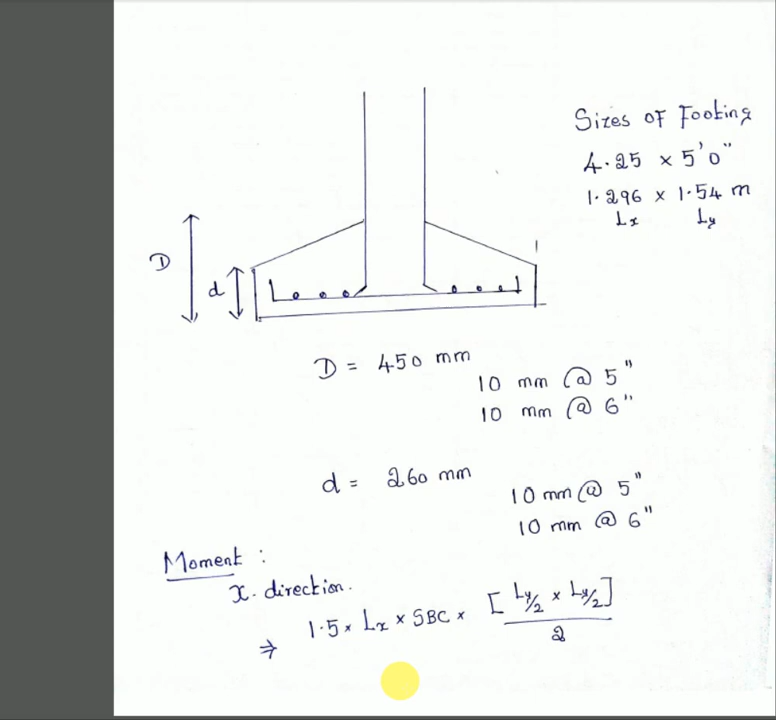 Sizes of Footing
4.25 x 5'0"
1.296 x 1.54 m
Lx Ly
D
d
D = 450 mm
10 mm @ 5"
10 mm @ 6"
d = 260 mm
10 mm @ 5"
10 mm @ 6"
Moment :
X. direction.
⇒ 1.5 x Lx x SBC x [Ly/2 x Ly/2]
2